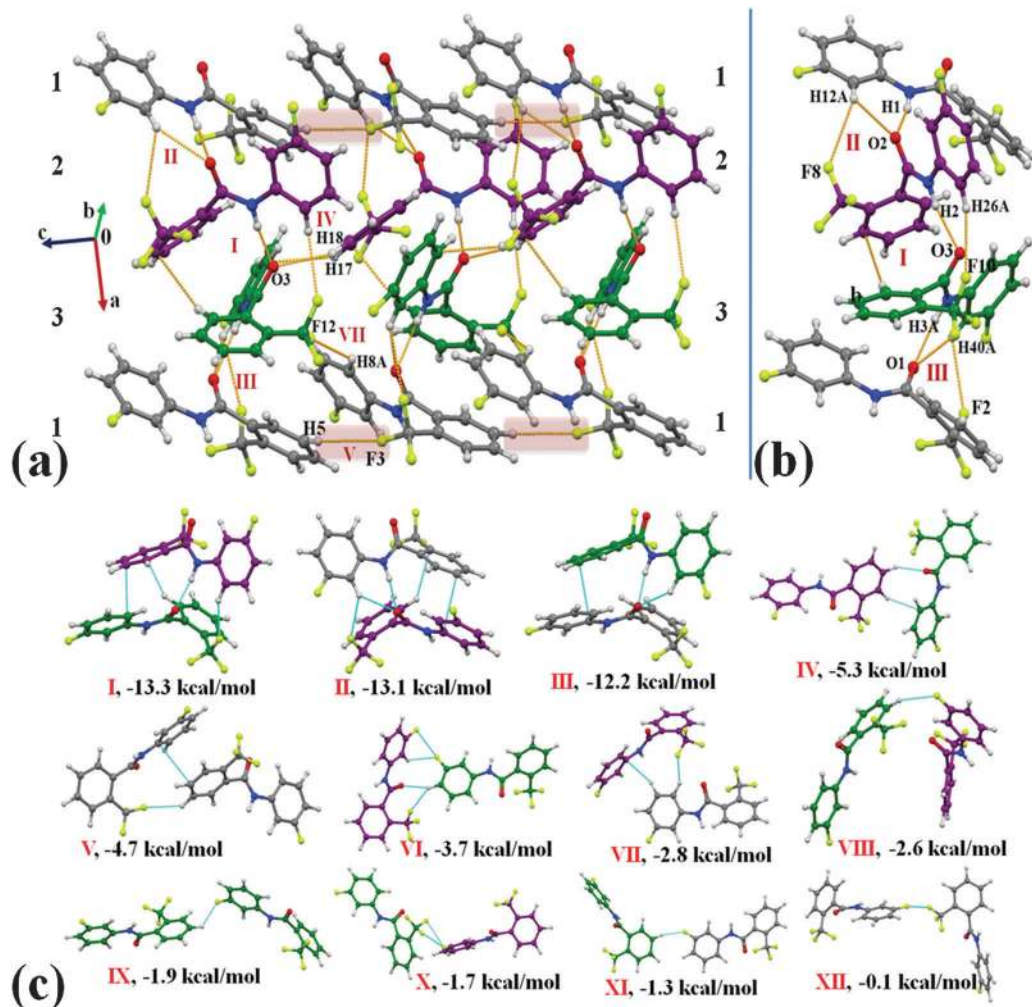 1
1
2
II
2
b
c
0
IV
I
H18
H17
O3
a
3
F12
3
VII
H8A
III
1
H5
1
V
F3
(a)
H12A
H1
O2
II
F8
H2
H26A
I
O3
F10
b
H3A
H40A
O1
III
F2
(b)
I, -13.3 kcal/mol
II, -13.1 kcal/mol
III, -12.2 kcal/mol
IV, -5.3 kcal/mol
V, -4.7 kcal/mol
VI, -3.7 kcal/mol
VII, -2.8 kcal/mol
VIII, -2.6 kcal/mol
IX, -1.9 kcal/mol
X, -1.7 kcal/mol
XI, -1.3 kcal/mol
XII, -0.1 kcal/mol
(c)